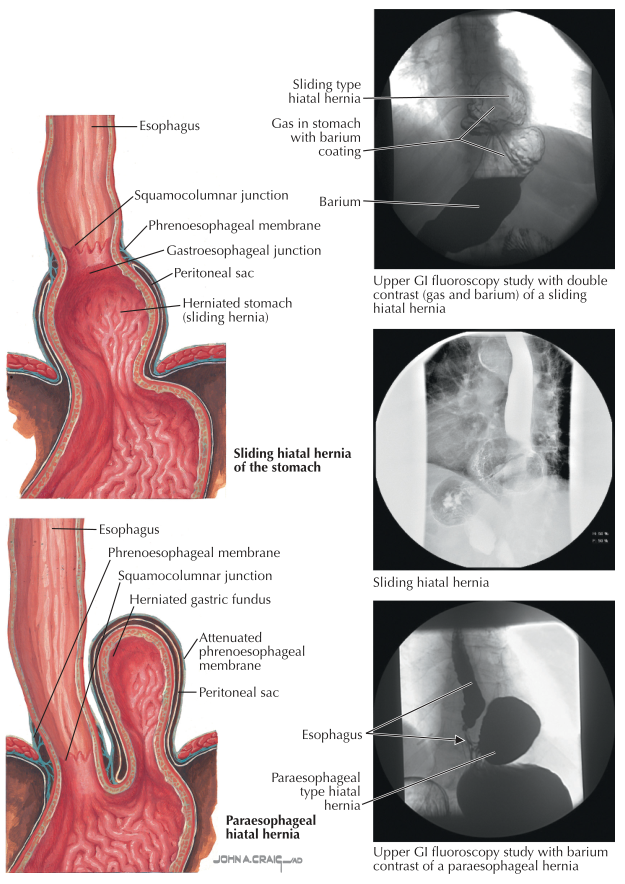 Sliding type
hiatal hernia
Gas in stomach
with barium
coating
Barium
Upper GI fluoroscopy study with double
contrast (gas and barium) of a sliding
hiatal hernia
Esophagus
Squamocolumnar junction
Phrenoesophageal membrane
Gastroesophageal junction
Peritoneal sac
Herniated stomach
(sliding hernia)
Sliding hiatal hernia
of the stomach
Sliding hiatal hernia
Esophagus
Phrenoesophageal membrane
Squamocolumnar junction
Herniated gastric fundus
Attenuated
phrenoesophageal
membrane
Peritoneal sac
Paraesophageal
hiatal hernia
JOHN A. CRAIG—AD
Esophagus
Paraesophageal
type hiatal
hernia
Upper GI fluoroscopy study with barium
contrast of a paraesophageal hernia